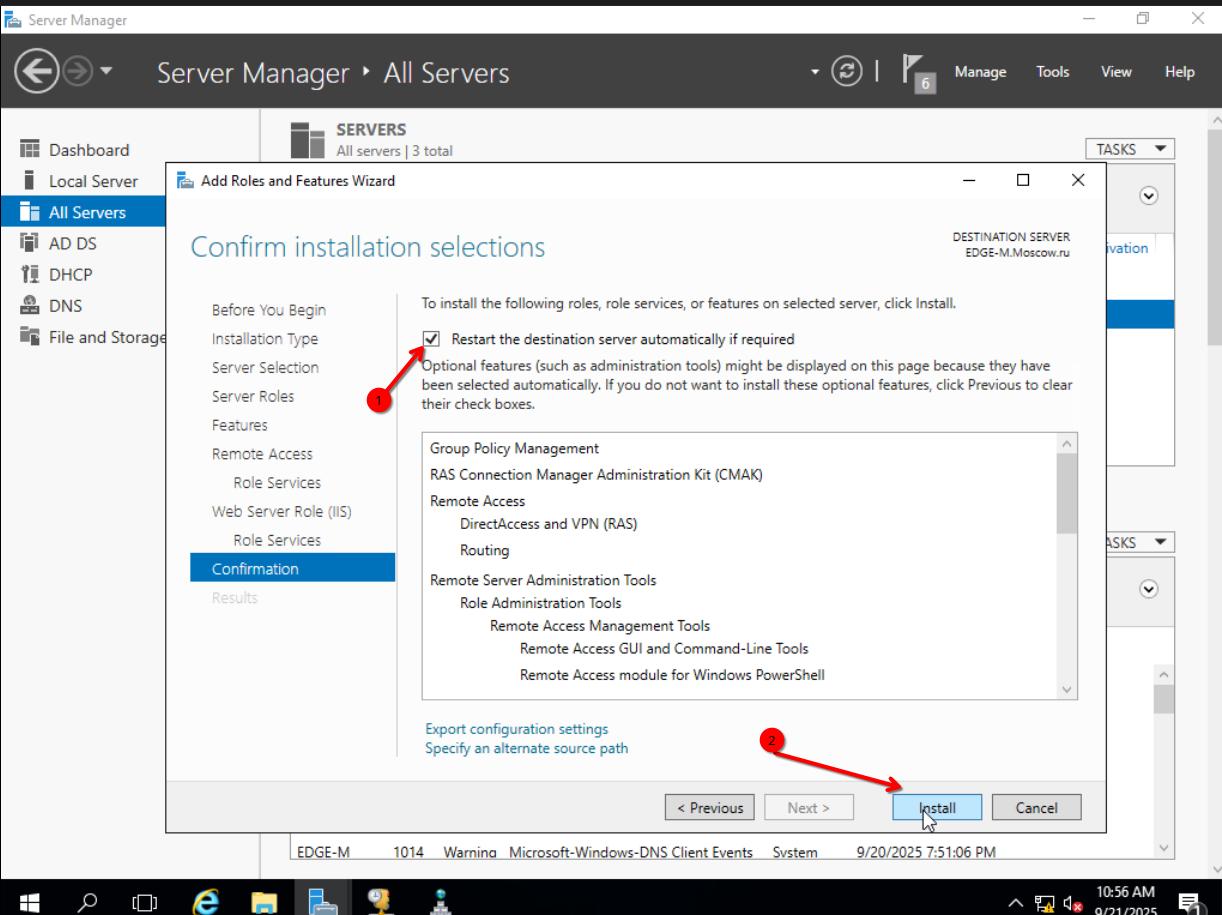 Server Manager
Server Manager ‣ All Servers
6
Manage
Tools
View
Help
Dashboard
Local Server
All Servers
AD DS
DHCP
DNS
File and Storage
SERVERS
All servers | 3 total
TASKS
Add Roles and Features Wizard
Confirm installation selections
DESTINATION SERVER
EDGE-M.Moscow.ru
ivation
Before You Begin
Installation Type
Server Selection
Server Roles
Features
Remote Access
Role Services
Web Server Role (IIS)
Role Services
Confirmation
Results
To install the following roles, role services, or features on selected server, click Install.
Restart the destination server automatically if required
1
Optional features (such as administration tools) might be displayed on this page because they have
been selected automatically. If you do not want to install these optional features, click Previous to clear
their check boxes.
Group Policy Management
RAS Connection Manager Administration Kit (CMAK)
Remote Access
DirectAccess and VPN (RAS)
Routing
Remote Server Administration Tools
Role Administration Tools
Remote Access Management Tools
Remote Access GUI and Command-Line Tools
Remote Access module for Windows PowerShell
ASKS
Export configuration settings
Specify an alternate source path
2
< Previous
Next >
Install
Cancel
EDGE-M 1014 Warning Microsoft-Windows-DNS Client Events System 9/20/2025 7:51:06 PM
10:56 AM
9/21/2025
1